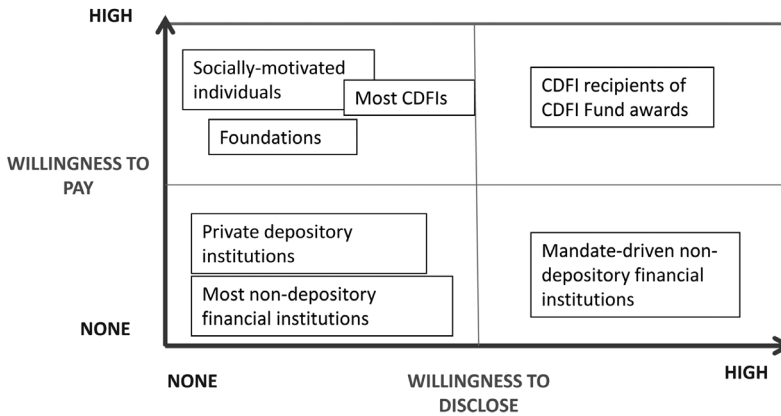 HIGH
Socially-motivated
individuals
Most CDFIs
Foundations
CDFI recipients of
CDFI Fund awards
WILLINGNESS TO
PAY
Private depository
institutions
Most non-depository
financial institutions
Mandate-driven non-
depository financial
institutions
NONE
NONE
WILLINGNESS TO
DISCLOSE
HIGH